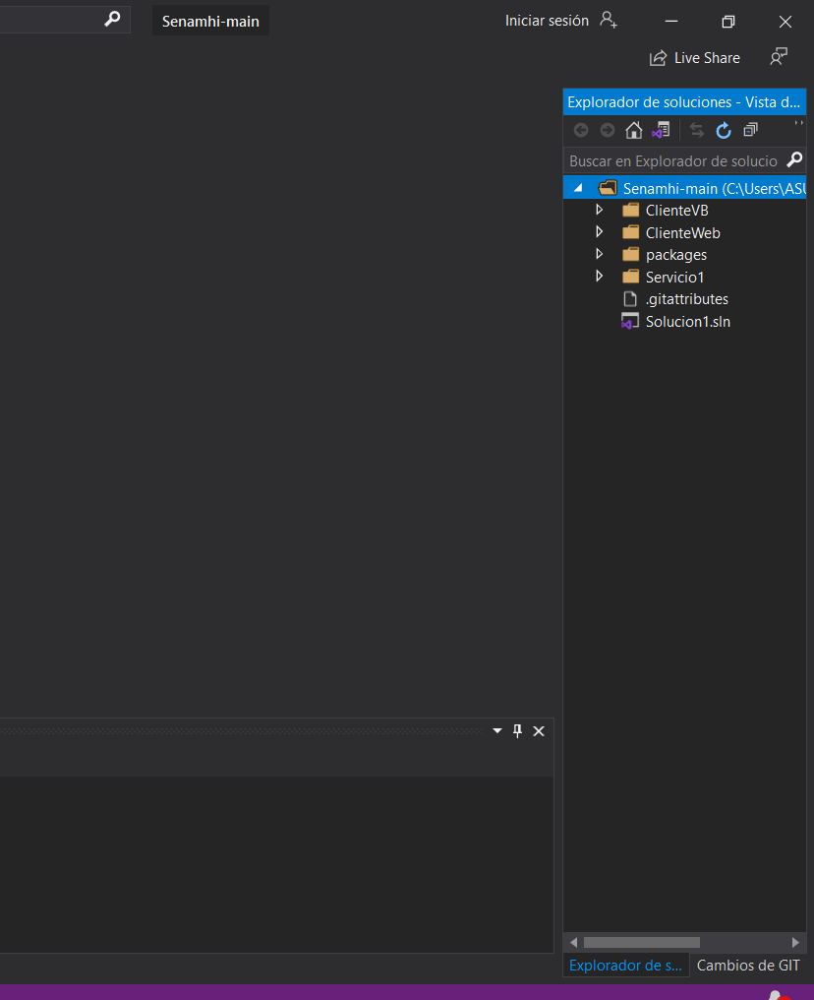 Senamhi-main
Iniciar sesión
Live Share
Explorador de soluciones - Vista d...
Buscar en Explorador de solucio
Senamhi-main (C:\Users\ASU
ClienteVB
ClienteWeb
packages
Servicio1
.gitattributes
Solucion1.sln
Explorador de s...
Cambios de GIT